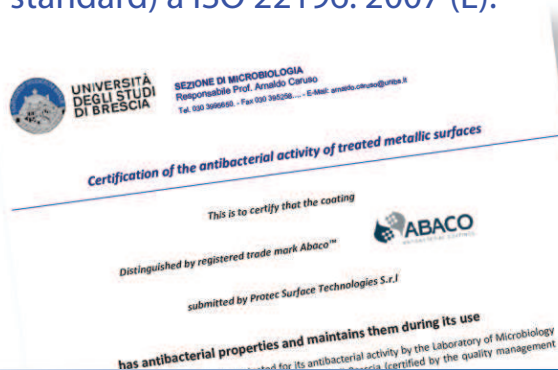 standard) a ISO 22196: 2007 (E).
UNIVERSITÀ
DEGLI STUDI
DI BRESCIA
SEZIONE DI MICROBIOLOGIA
Responsabile Prof. Arnaldo Caruso
Certification of the antibacterial activity of treated metallic surfaces
This is to certify that the coating
ABACO
Distinguished by registered trade mark Abaco™
submitted by Protec Surface Technologies S.r.l
has antibacterial properties and maintains them during its use
for its antibacterial activity by the Laboratory of Microbiology
(certified by the quality management